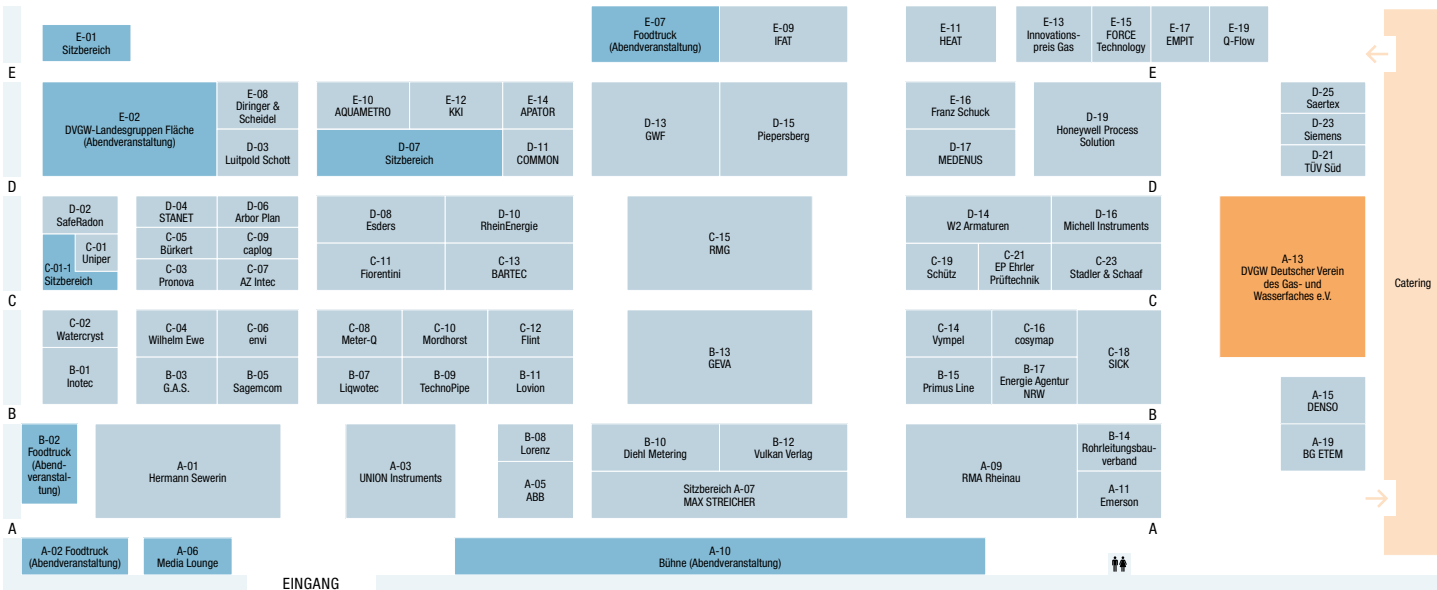 E-01
Sitzbereich
E-07
Foodtruck
(Abendveranstaltung)
E-09
IFAT
E-11
HEAT
E-13
Innovations-
preis Gas
E-15
FORCE
Technology
E-17
EMPIT
E-19
Q-Flow
E
E
E-02
DVGW-Landesgruppen Fläche
(Abendveranstaltung)
E-08
Diringer &
Scheidel
D-03
Luitpold Schott
E-10
AQUAMETRO
E-12
KKI
E-14
APATOR
D-07
Sitzbereich
D-11
COMMON
D-13
GWF
D-15
Piepersberg
E-16
Franz Schuck
D-17
MEDENUS
D-19
Honeywell Process
Solution
D-25
Saertex
D-23
Siemens
D-21
TÜV Süd
D
D
D-02
SafeRadon
C-01
Uniper
C-01-1
Sitzbereich
D-04
STANET
D-06
Arbor Plan
C-05
Bürkert
C-09
caplog
C-03
Pronova
C-07
AZ Intec
D-08
Esders
D-10
RheinEnergie
C-11
Fiorentini
C-13
BARTEC
C-15
RMG
D-14
W2 Armaturen
D-16
Michell Instruments
C-19
Schütz
C-21
EP Ehrler
Prüftechnik
C-23
Stadler & Schaaf
A-13
DVGW Deutscher Verein
des Gas- und
Wasserfaches e.V.
Catering
C
C
C-02
Watercryst
B-01
Inotec
C-04
Wilhelm Ewe
C-06
envi
B-03
G.A.S.
B-05
Sagemcom
C-08
Meter-Q
C-10
Mordhorst
C-12
Flint
B-07
Liqwotec
B-09
TechnoPipe
B-11
Lovion
B-13
GEVA
C-14
Vympel
C-16
cosymap
C-18
SICK
B-15
Primus Line
B-17
Energie Agentur
NRW
A-15
DENSO
A-19
BG ETEM
B
B
B-02
Foodtruck
(Abend-
veranstal-
tung)
A-01
Hermann Sewerin
A-03
UNION Instruments
B-08
Lorenz
A-05
ABB
B-10
Diehl Metering
B-12
Vulkan Verlag
Sitzbereich A-07
MAX STREICHER
A-09
RMA Rheinau
B-14
Rohrleitungsbau-
verband
A-11
Emerson
A
A
A-02 Foodtruck
(Abendveranstaltung)
A-06
Media Lounge
A-10
Bühne (Abendveranstaltung)
EINGANG